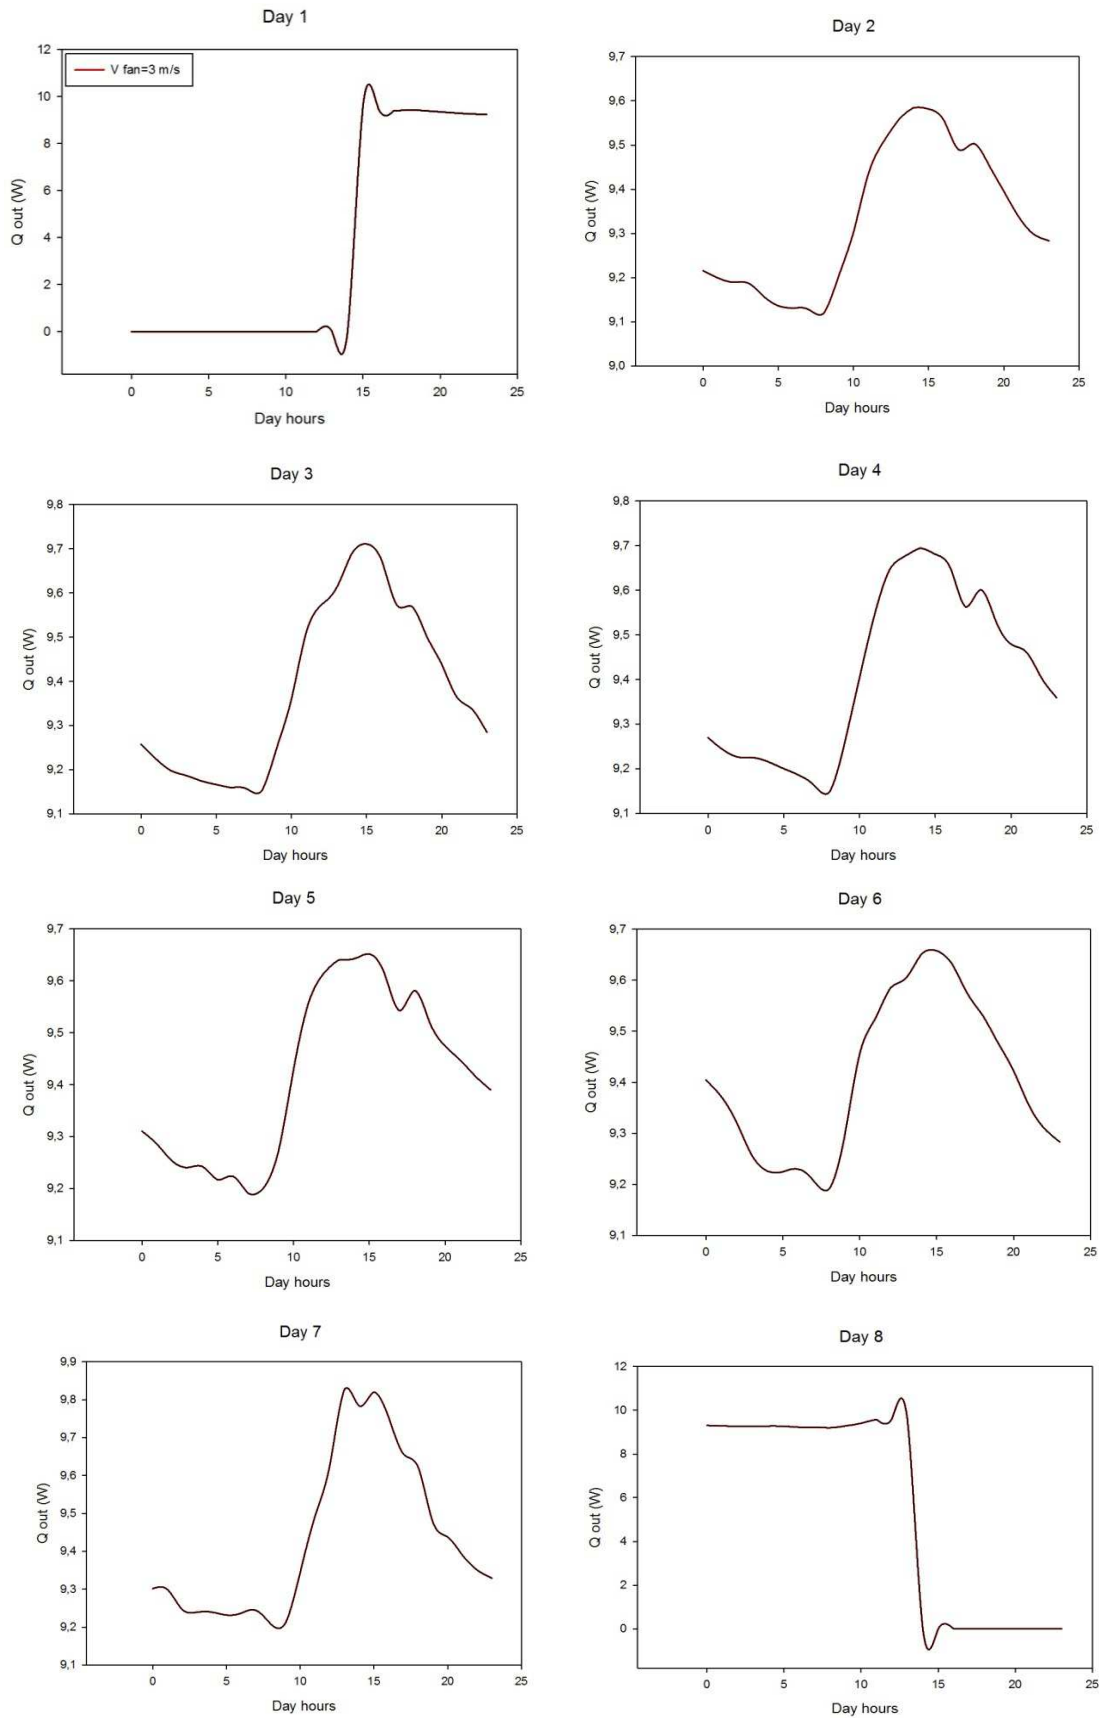 Day 1
V fan=3 m/s
12
10
8
6
4
2
0
Q out (W)
0 5 10 15 20 25
Day hours
Day 2
9,7
9,6
9,5
9,4
9,3
9,2
9,1
9,0
Q out (W)
0 5 10 15 20 25
Day hours
Day 3
9,8
9,7
9,6
9,5
9,4
9,3
9,2
9,1
Q out (W)
0 5 10 15 20 25
Day hours
Day 4
9,8
9,7
9,6
9,5
9,4
9,3
9,2
9,1
Q out (W)
0 5 10 15 20 25
Day hours
Day 5
9,7
9,6
9,5
9,4
9,3
9,2
9,1
Q out (W)
0 5 10 15 20 25
Day hours
Day 6
9,7
9,6
9,5
9,4
9,3
9,2
9,1
Q out (W)
0 5 10 15 20 25
Day hours
Day 7
9,9
9,8
9,7
9,6
9,5
9,4
9,3
9,2
9,1
Q out (W)
0 5 10 15 20 25
Day hours
Day 8
12
10
8
6
4
2
0
Q out (W)
0 5 10 15 20 25
Day hours